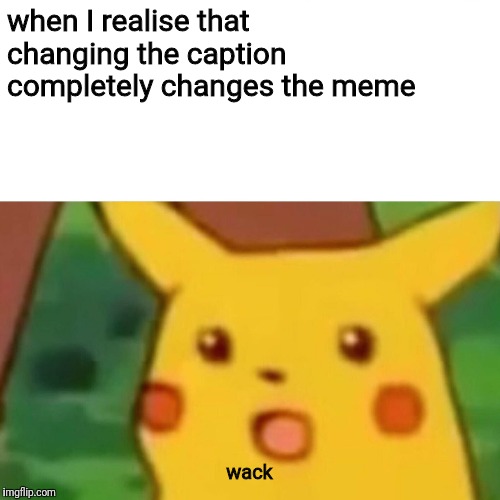 when I realise that
changing the caption
completely changes the meme
wack
imgflip.com